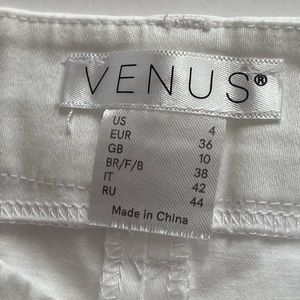 VENUS®
US 4
EUR 36
GB 10
BR/F/B 38
IT 42
RU 44
Made in China